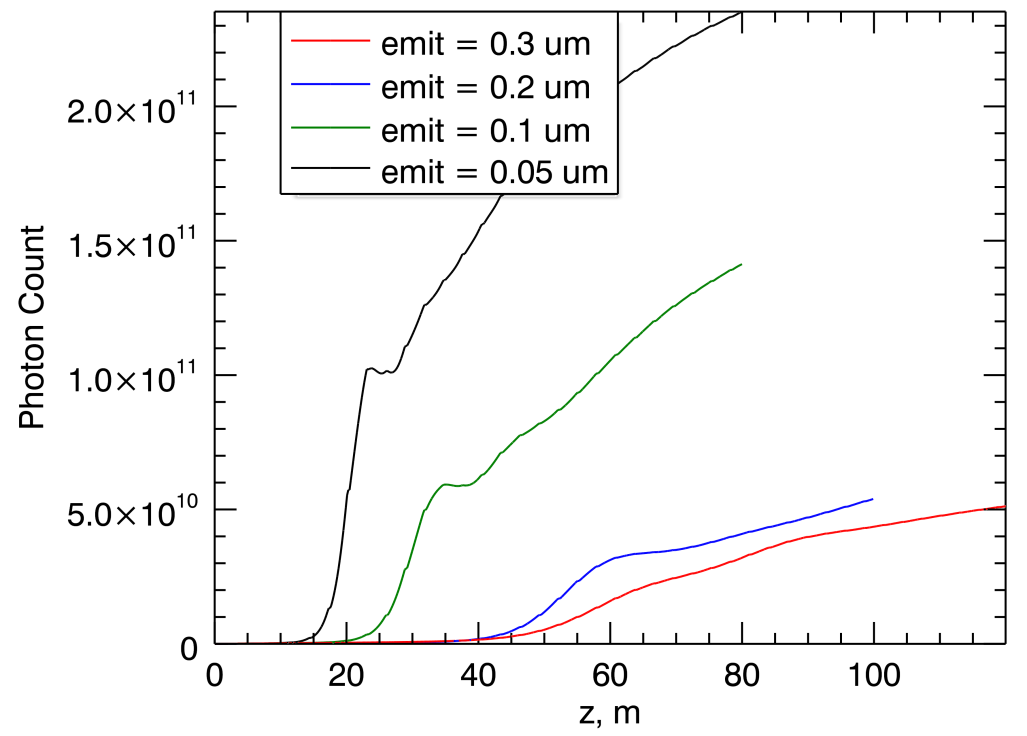 emit = 0.3 um
emit = 0.2 um
emit = 0.1 um
emit = 0.05 um
Photon Count
2.0×10¹¹
1.5×10¹¹
1.0×10¹¹
5.0×10¹⁰
0
0 20 40 60 80 100
z, m